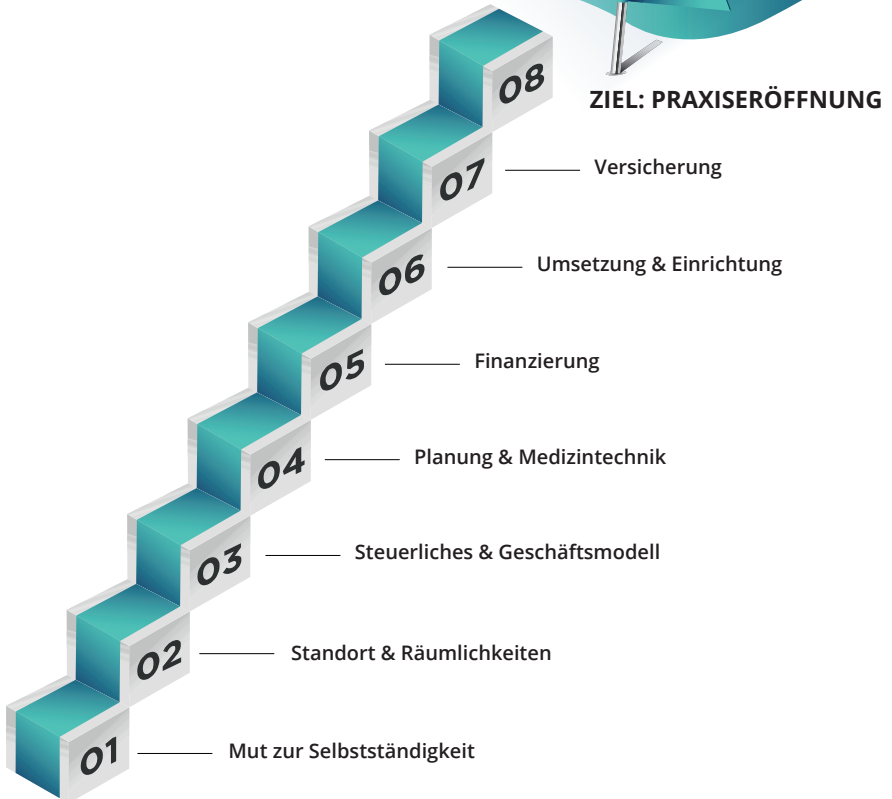 08
ZIEL: PRAXISERÖFFNUNG
07
Versicherung
06
Umsetzung & Einrichtung
05
Finanzierung
04
Planung & Medizintechnik
03
Steuerliches & Geschäftsmodell
02
Standort & Räumlichkeiten
01
Mut zur Selbstständigkeit